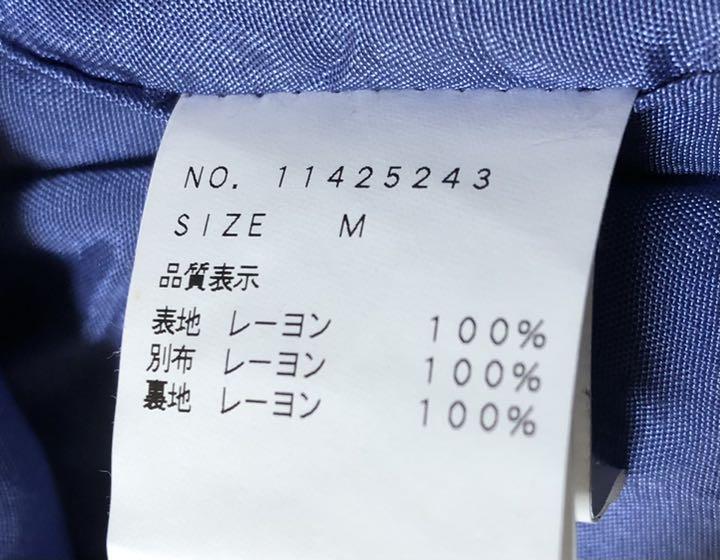 NO. 11425243
SIZE M
品質表示
表地 レーヨン 100%
別布 レーヨン 100%
裏地 レーヨン 100%